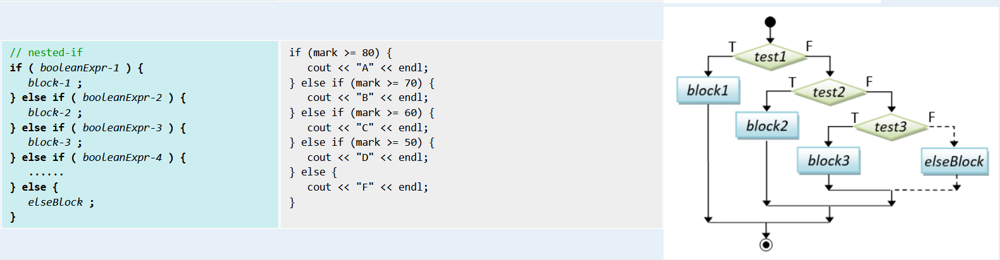 // nested-if
if ( booleanExpr-1 ) {
   block-1 ;
} else if ( booleanExpr-2 ) {
   block-2 ;
} else if ( booleanExpr-3 ) {
   block-3 ;
} else if ( booleanExpr-4 ) {
   ......
} else {
   elseBlock ;
}
if (mark >= 80) {
   cout << "A" << endl;
} else if (mark >= 70) {
   cout << "B" << endl;
} else if (mark >= 60) {
   cout << "C" << endl;
} else if (mark >= 50) {
   cout << "D" << endl;
} else {
   cout << "F" << endl;
}
T F
test1
T F
block1 test2
T F
block2 test3
block3 elseBlock